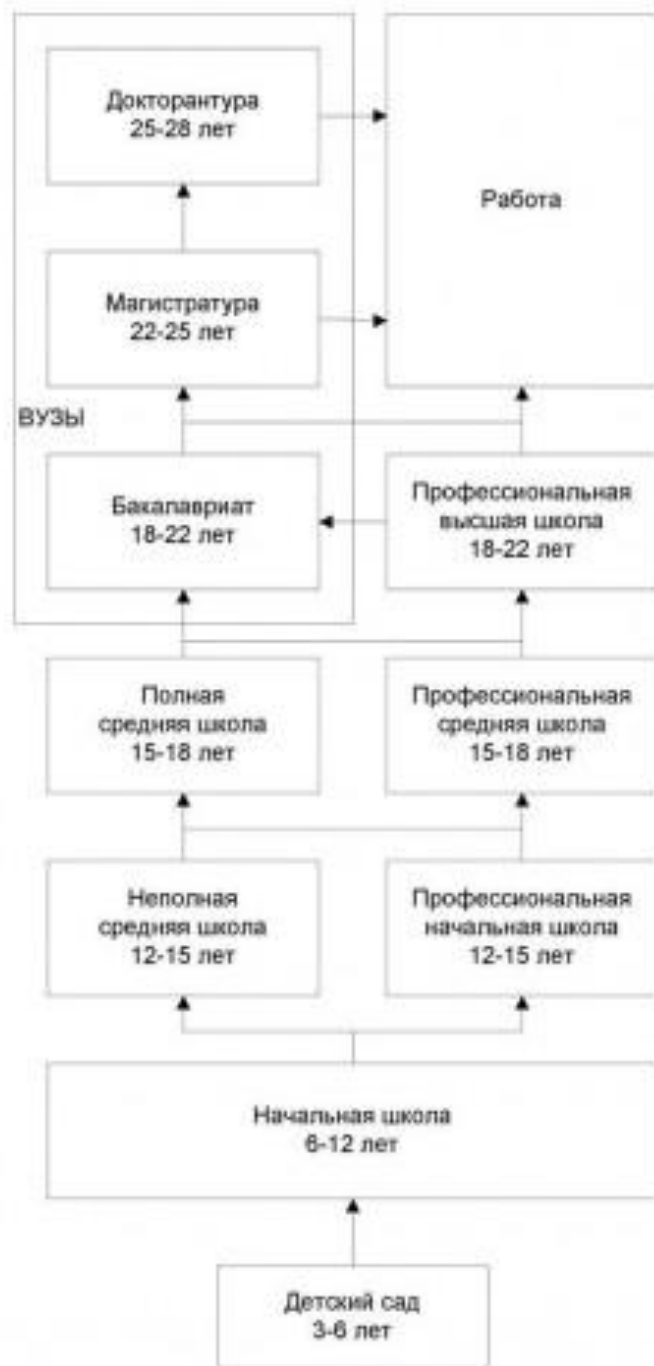 Докторантура
25-28 лет
Работа
Магистратура
22-25 лет
ВУЗЫ
Бакалавриат
18-22 лет
Профессиональная
высшая школа
18-22 лет
Полная
средняя школа
15-18 лет
Профессиональная
средняя школа
15-18 лет
Неполная
средняя школа
12-15 лет
Профессиональная
начальная школа
12-15 лет
Начальная школа
6-12 лет
Детский сад
3-6 лет